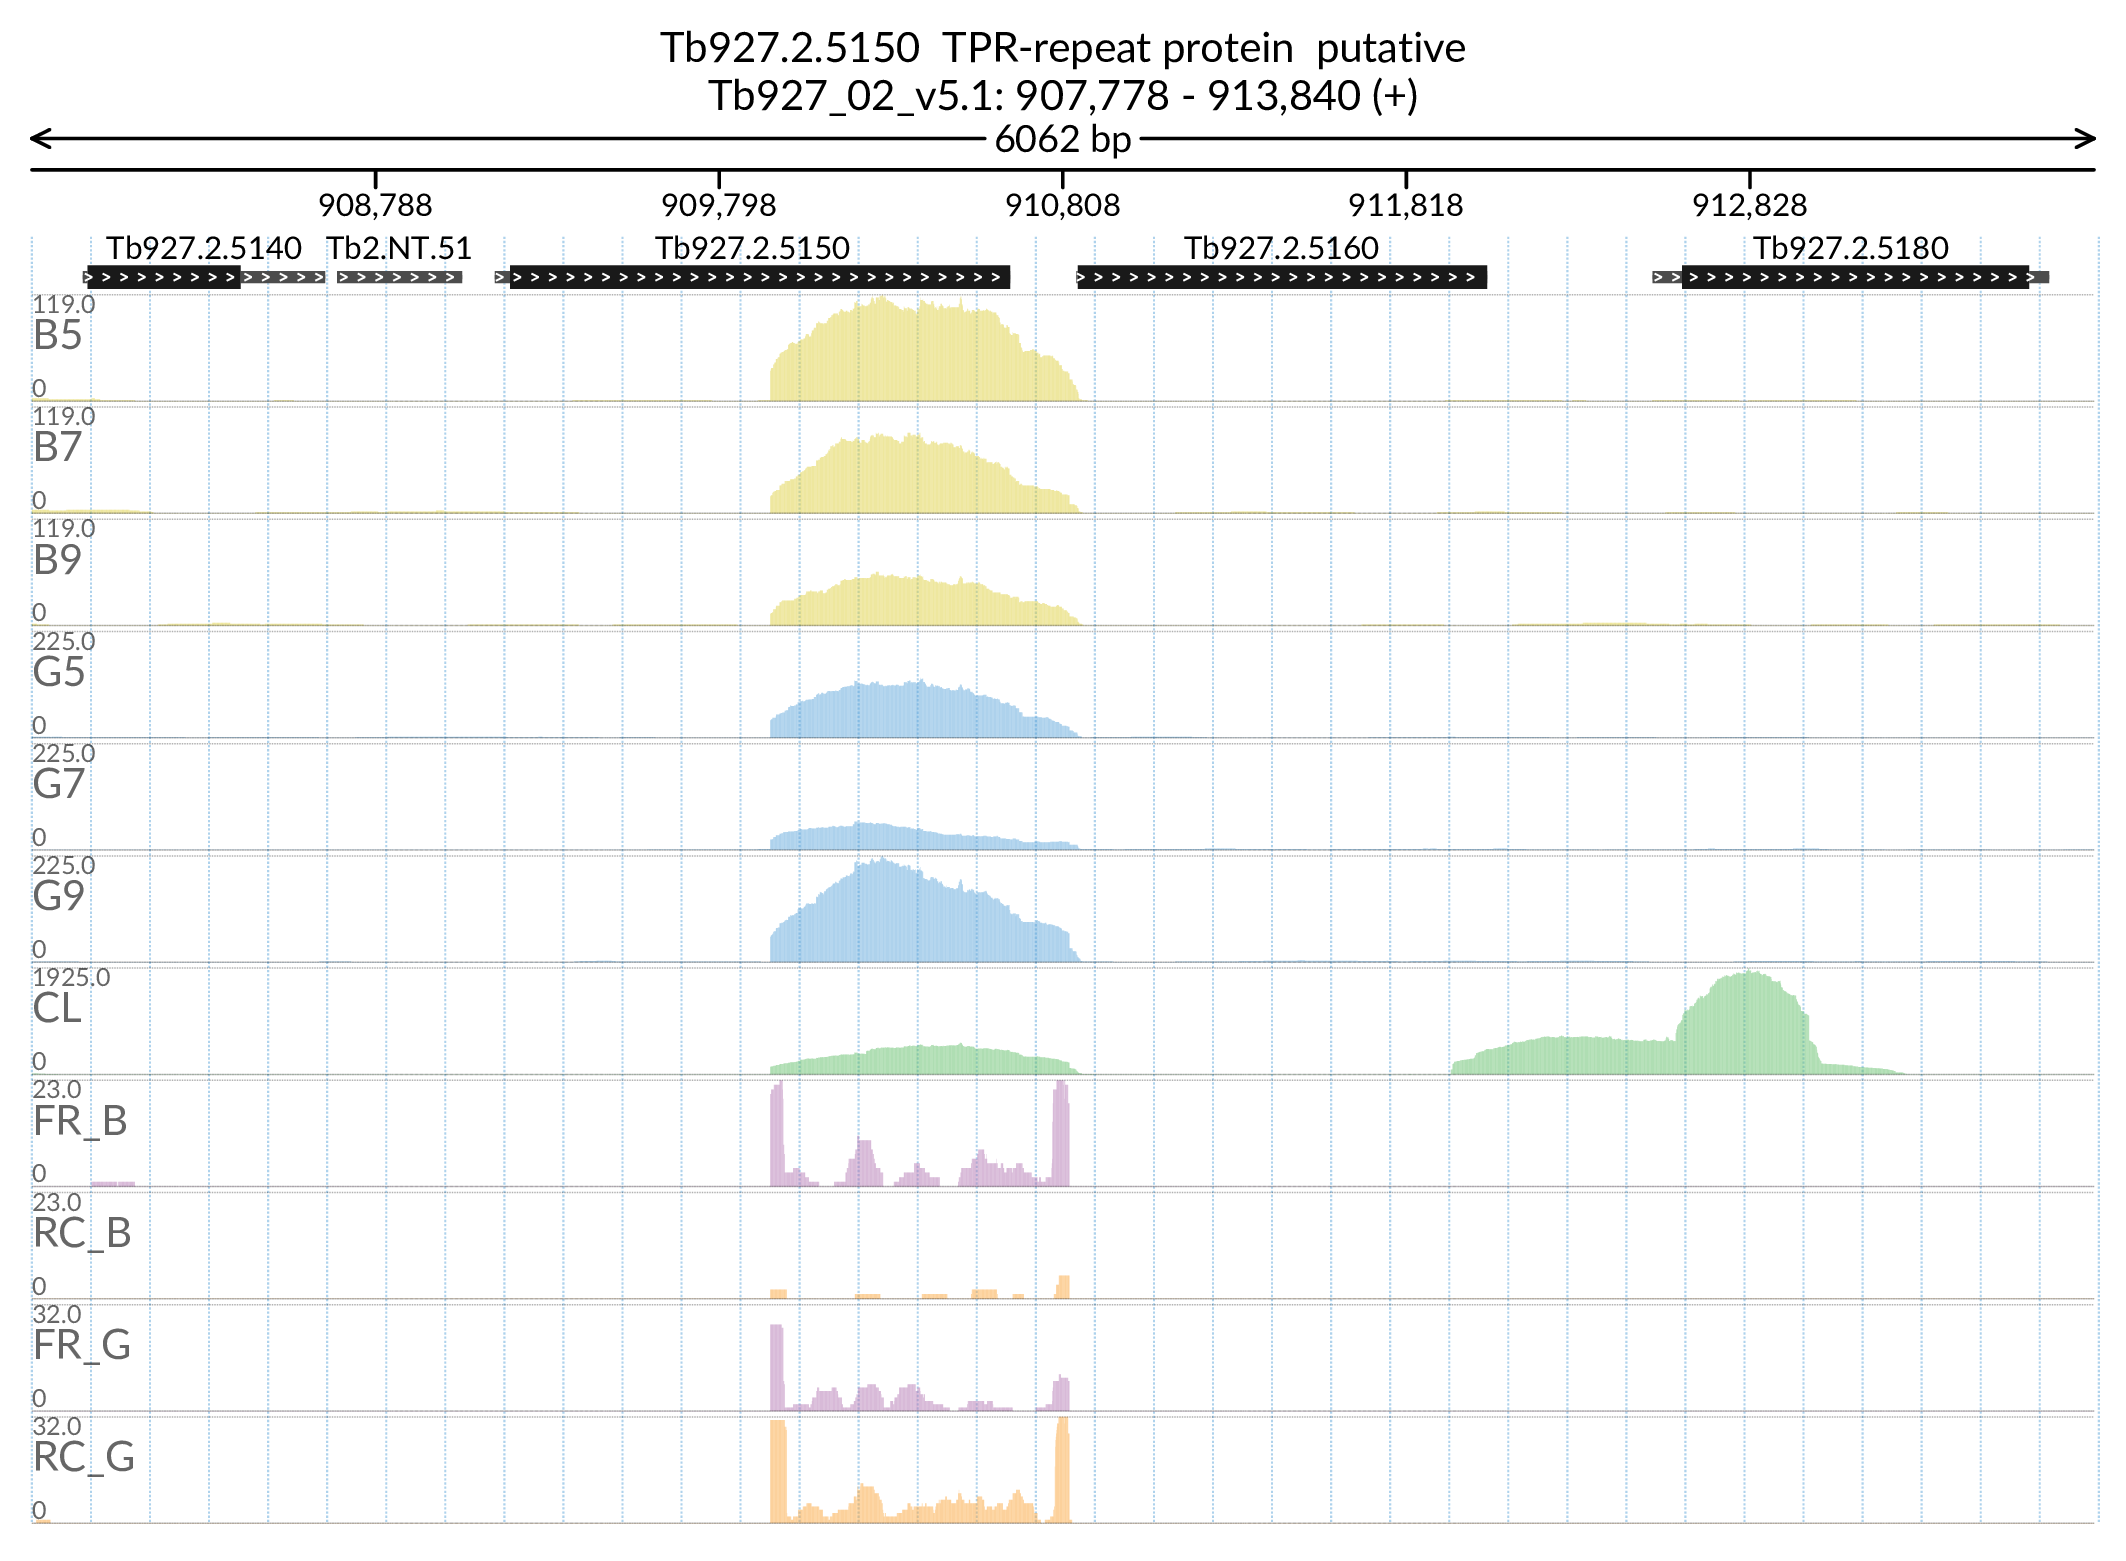 Tb927.2.5150 TPR-repeat protein putative
Tb927_02_v5.1: 907,778 - 913,840 (+)
6062 bp
908,788 909,798 910,808 911,818 912,828
Tb927.2.5140 Tb2.NT.51 Tb927.2.5150 Tb927.2.5160 Tb927.2.5180
119.0
B5
0
119.0
B7
0
119.0
B9
0
225.0
G5
0
225.0
G7
0
225.0
G9
0
1925.0
CL
0
23.0
FR_B
0
23.0
RC_B
0
32.0
FR_G
0
32.0
RC_G
0